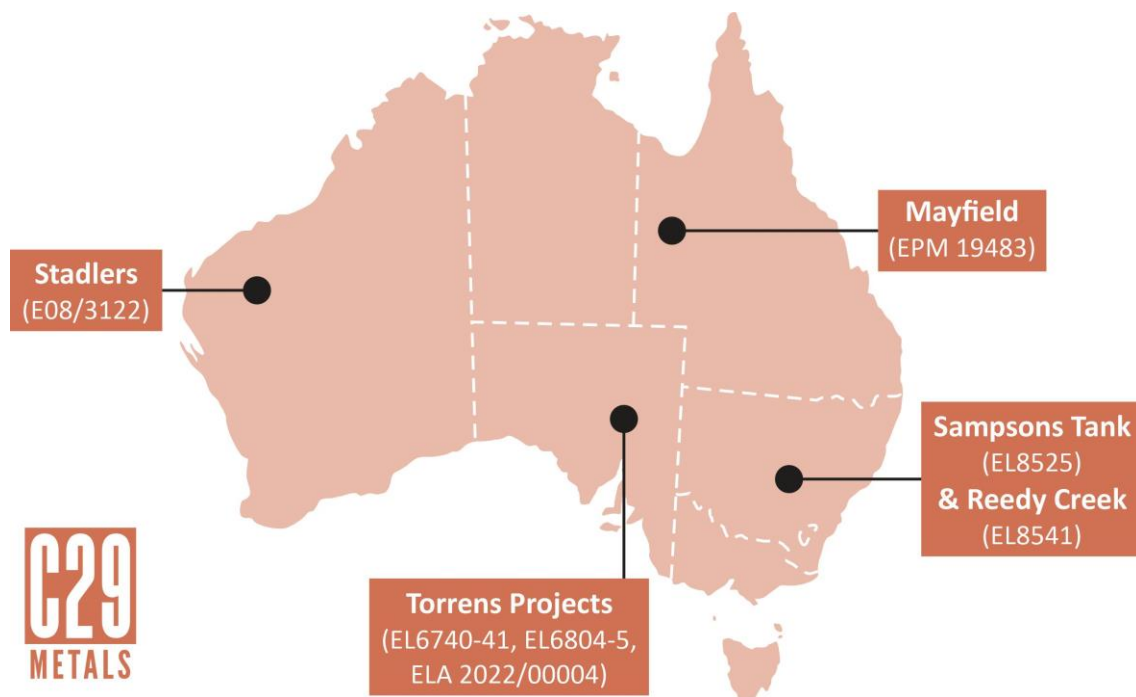 Mayfield
(EPM 19483)
Stadlers
(E08/3122)
Sampsons Tank
(EL8525)
& Reedy Creek
(EL8541)
Torrens Projects
(EL6740-41, EL6804-5,
ELA 2022/00004)
C29
METALS